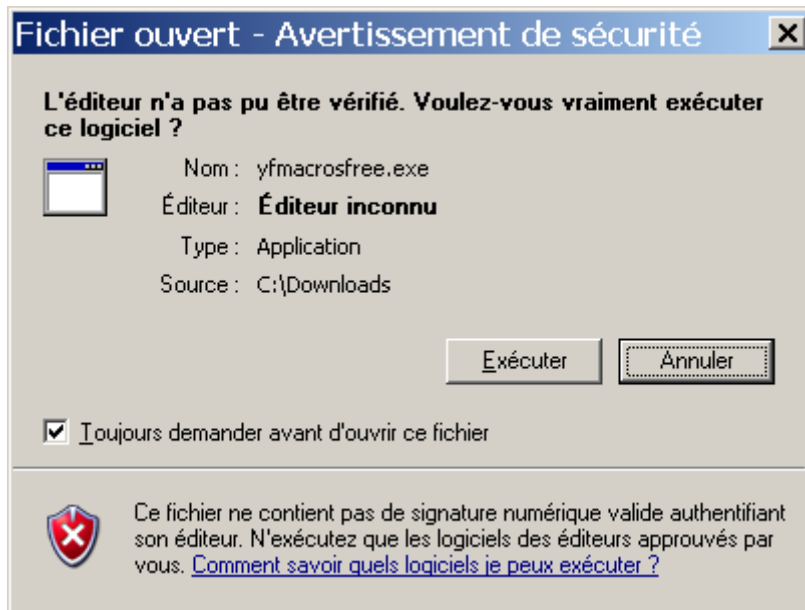 Fichier ouvert - Avertissement de sécurité
L'éditeur n'a pas pu être vérifié. Voulez-vous vraiment exécuter
ce logiciel ?
Nom : yfmacrosfree.exe
Éditeur : Éditeur inconnu
Type : Application
Source : C:\Downloads
Exécuter Annuler
Toujours demander avant d'ouvrir ce fichier
Ce fichier ne contient pas de signature numérique valide authentifiant
son éditeur. N'exécutez que les logiciels des éditeurs approuvés par
vous. Comment savoir quels logiciels je peux exécuter ?